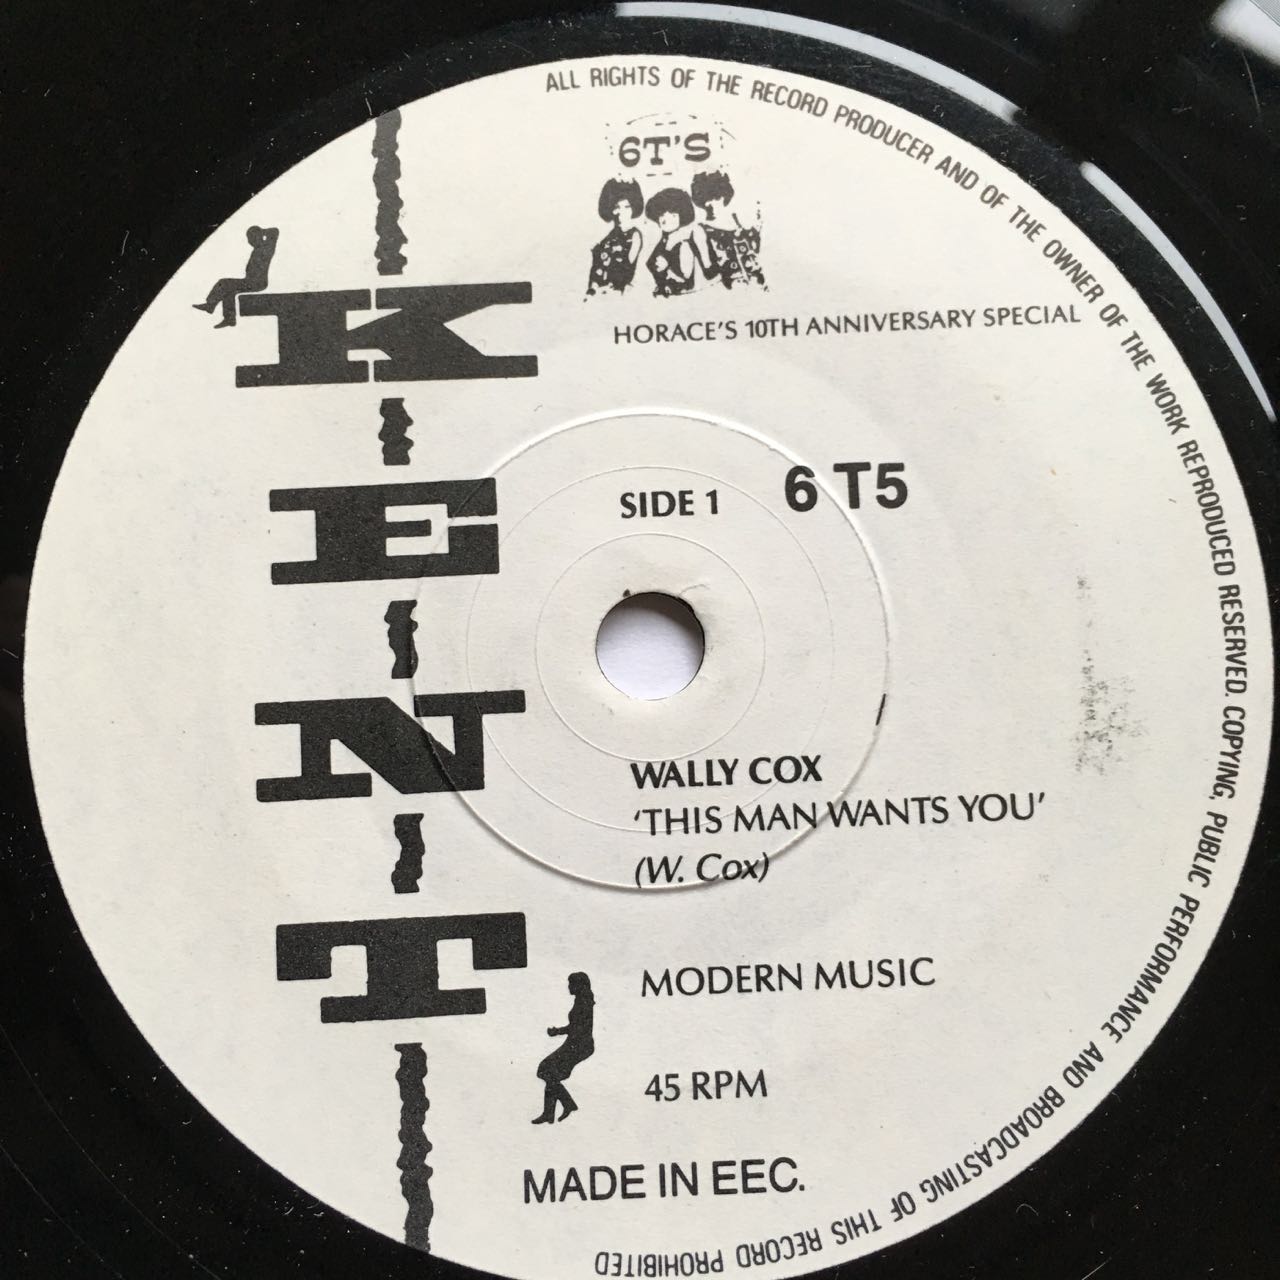 ALL RIGHTS OF THE RECORD PRODUCER AND OF THE OWNER OF THE WORK REPRODUCED RESERVED. COPYING, PUBLIC PERFORMANCE AND BROADCASTING OF THIS RECORD PROHIBITED
6T'S
HORACE'S 10TH ANNIVERSARY SPECIAL
KENT
SIDE 1 6 T5
WALLY COX
'THIS MAN WANTS YOU'
(W. Cox)
MODERN MUSIC
45 RPM
MADE IN EEC.